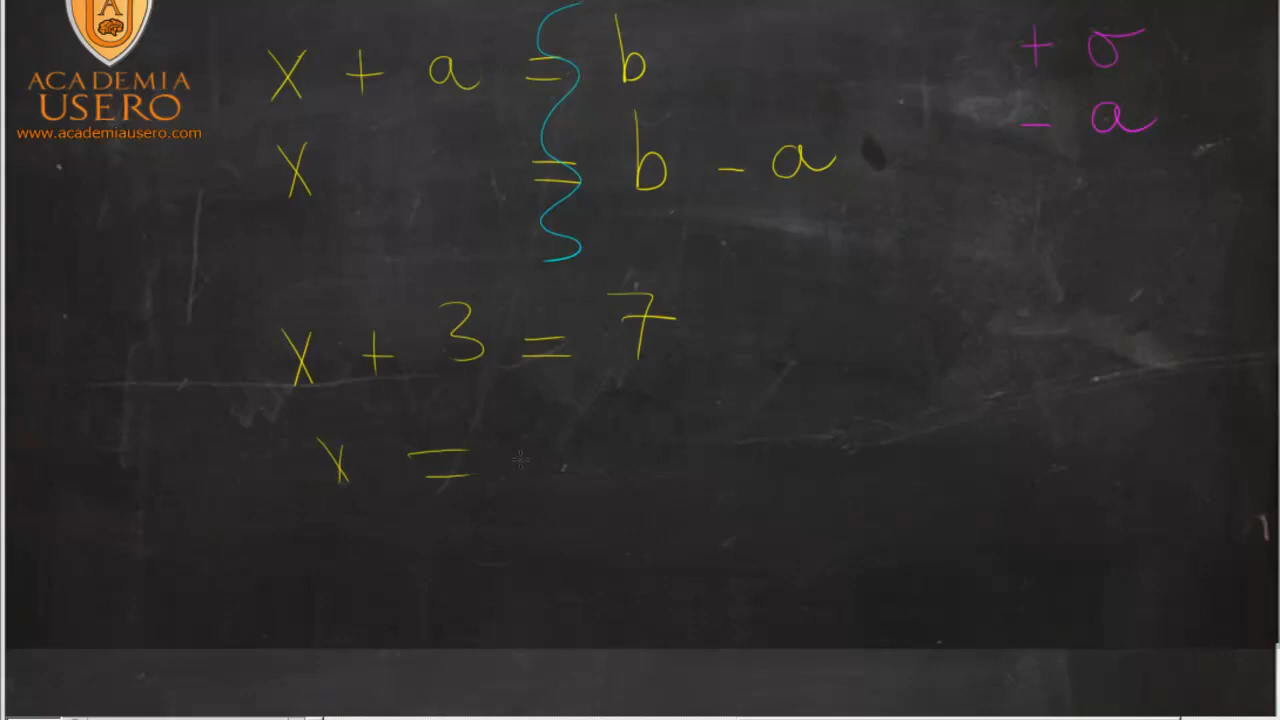 A
ACADEMIA
USERO
www.academiausero.com
x + a = b
x = b - a
+ σ
- a
x + 3 = 7
x =